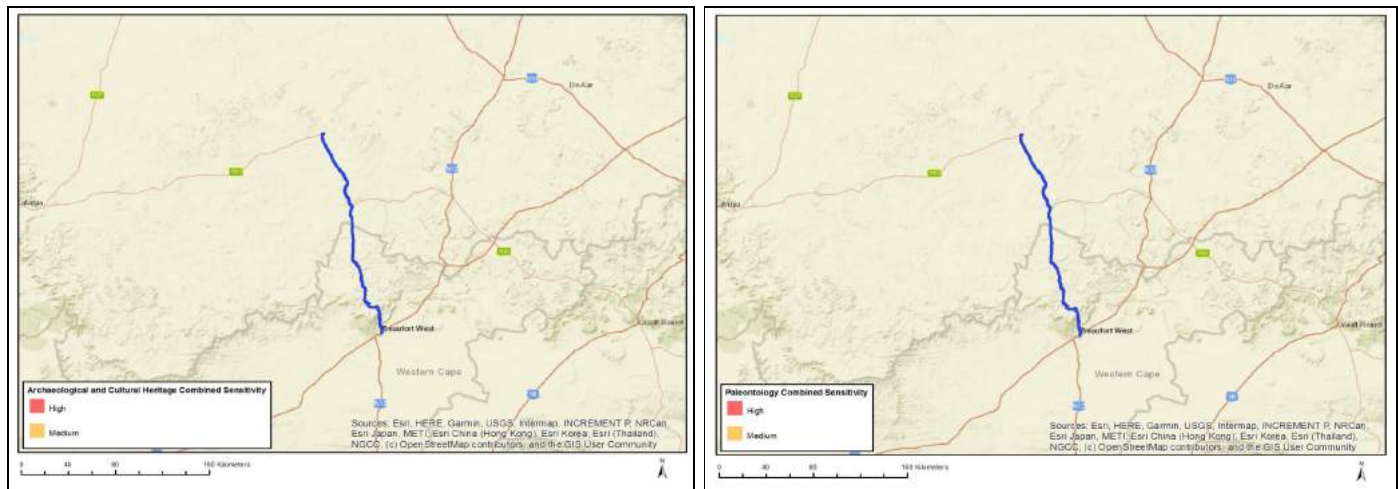 De Aar
Beaufort West
Western Cape
Archaeological and Cultural Heritage Combined Sensitivity
High
Medium
Sources: Esri, HERE, Garmin, USGS, Intermap, INCREMENT P, NRCan,
Esri Japan, METI, Esri China (Hong Kong), Esri Korea, Esri (Thailand),
NGCC, (c) OpenStreetMap contributors, and the GIS User Community
0 40 80 160 Kilometers
N
De Aar
Beaufort West
Western Cape
Paleontology Combined Sensitivity
High
Medium
Sources: Esri, HERE, Garmin, USGS, Intermap, INCREMENT P, NRCan,
Esri Japan, METI, Esri China (Hong Kong), Esri Korea, Esri (Thailand),
NGCC, (c) OpenStreetMap contributors, and the GIS User Community
0 40 80 160 Kilometers
N